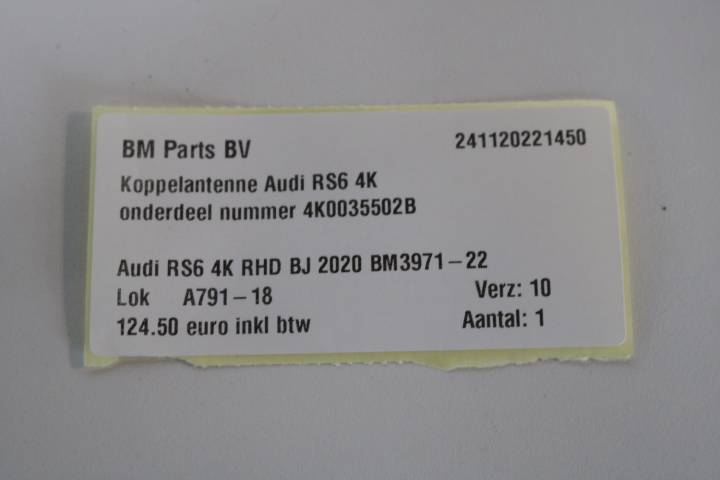 BM Parts BV 241120221450
Koppelantenne Audi RS6 4K
onderdeel nummer 4K0035502B
Audi RS6 4K RHD BJ 2020 BM3971-22
Lok A791-18 Verz: 10
124.50 euro inkl btw Aantal: 1